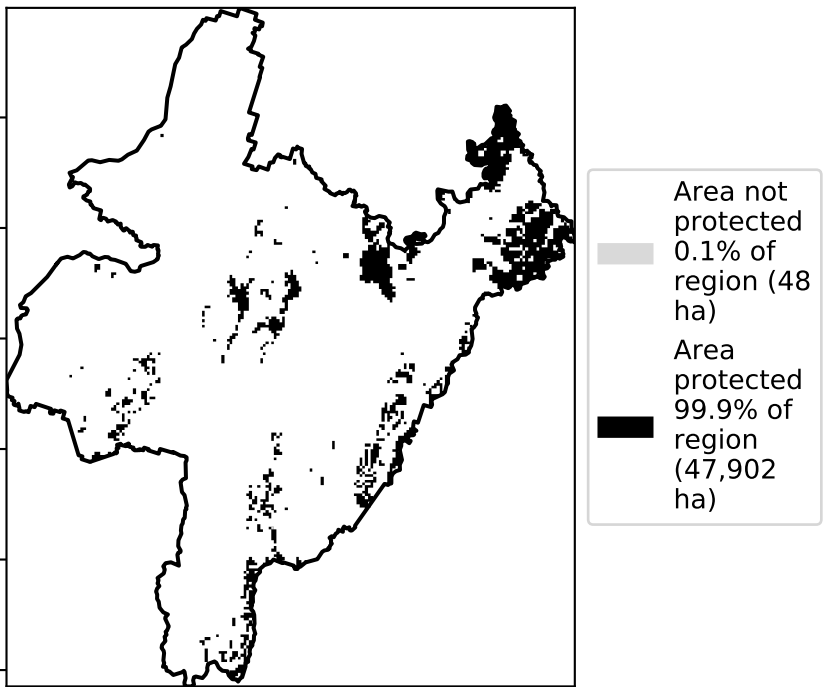 Area not
protected
0.1% of
region (48
ha)
Area
protected
99.9% of
region
(47,902
ha)